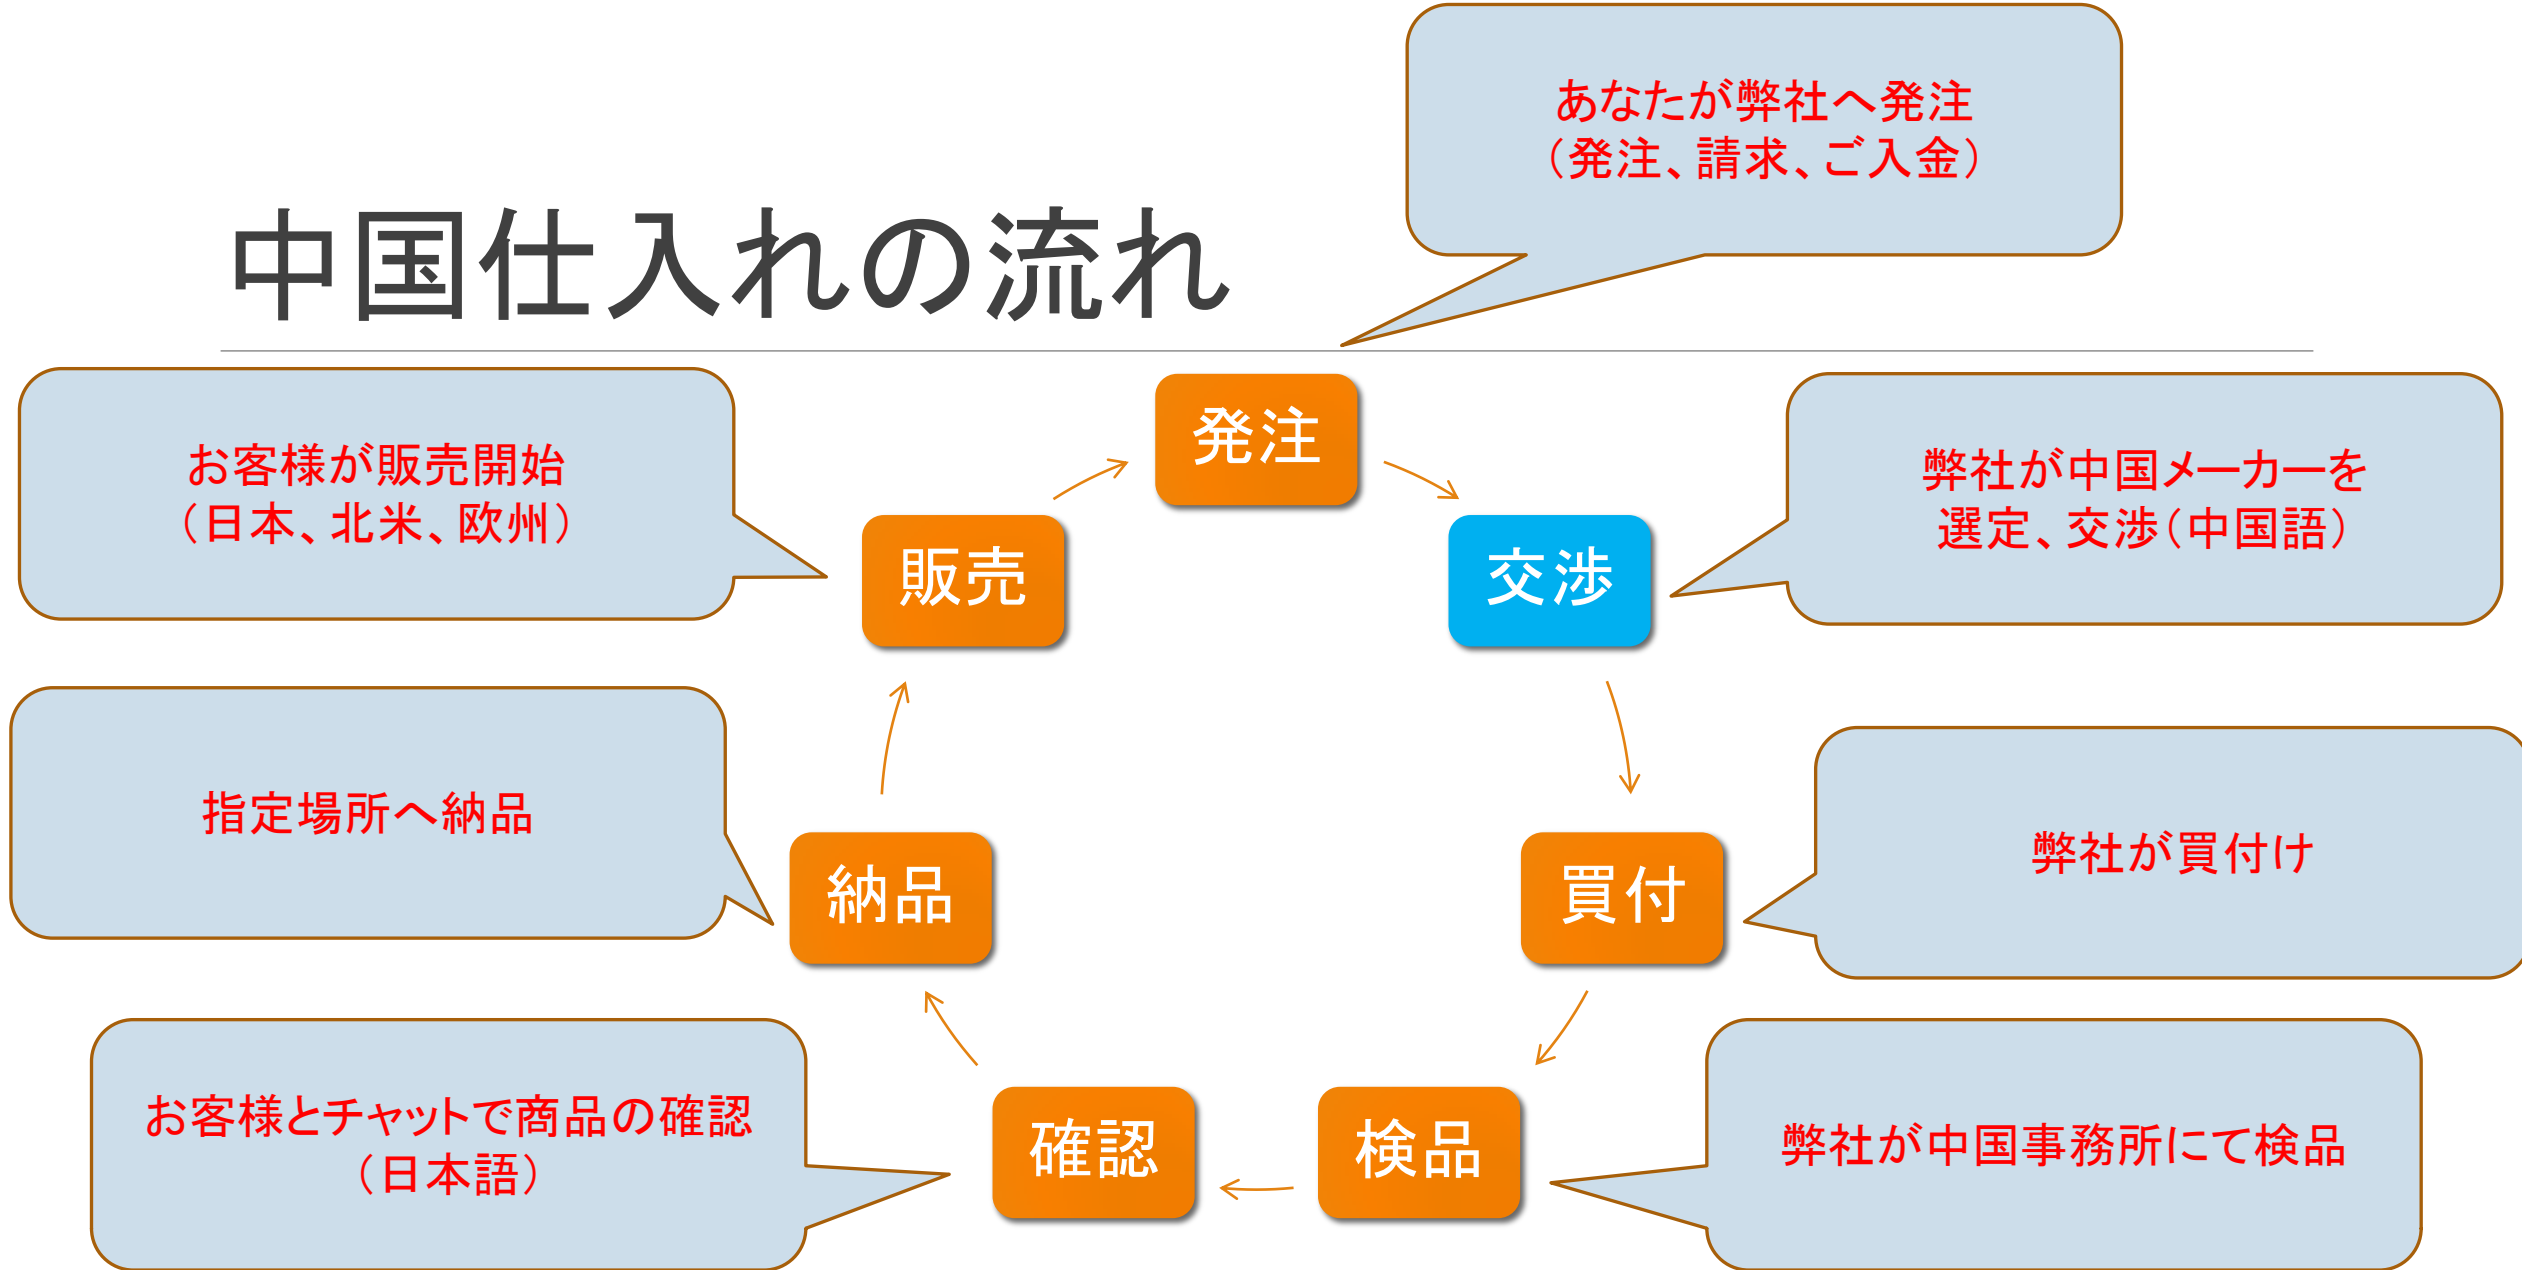 中国仕入れの流れ
あなたが弊社へ発注
（発注、請求、ご入金）
発注
弊社が中国メーカーを
選定、交渉（中国語）
交渉
弊社が買付け
買付
弊社が中国事務所にて検品
検品
お客様とチャットで商品の確認
（日本語）
確認
指定場所へ納品
納品
お客様が販売開始
（日本、北米、欧州）
販売